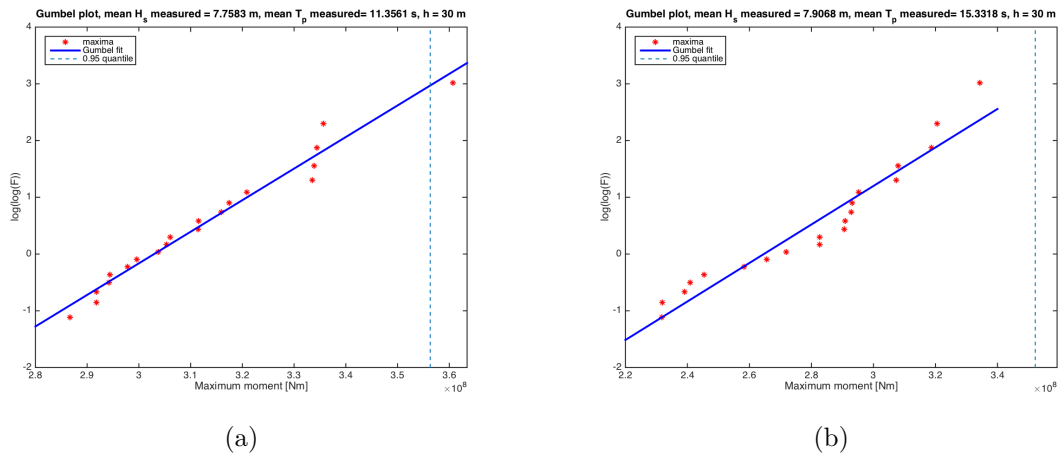 Gumbel plot, mean Hs measured = 7.7583 m, mean Tp measured= 11.3561 s, h = 30 m
maxima
Gumbel fit
0.95 quantile
4
3
2
1
0
-1
-2
log(log(F))
2.8 2.9 3 3.1 3.2 3.3 3.4 3.5 3.6
Maximum moment [Nm]
×10^8
(a)
Gumbel plot, mean Hs measured = 7.9068 m, mean Tp measured= 15.3318 s, h = 30 m
maxima
Gumbel fit
0.95 quantile
4
3
2
1
0
-1
-2
log(log(F))
2.2 2.4 2.6 2.8 3 3.2 3.4
Maximum moment [Nm]
×10^8
(b)